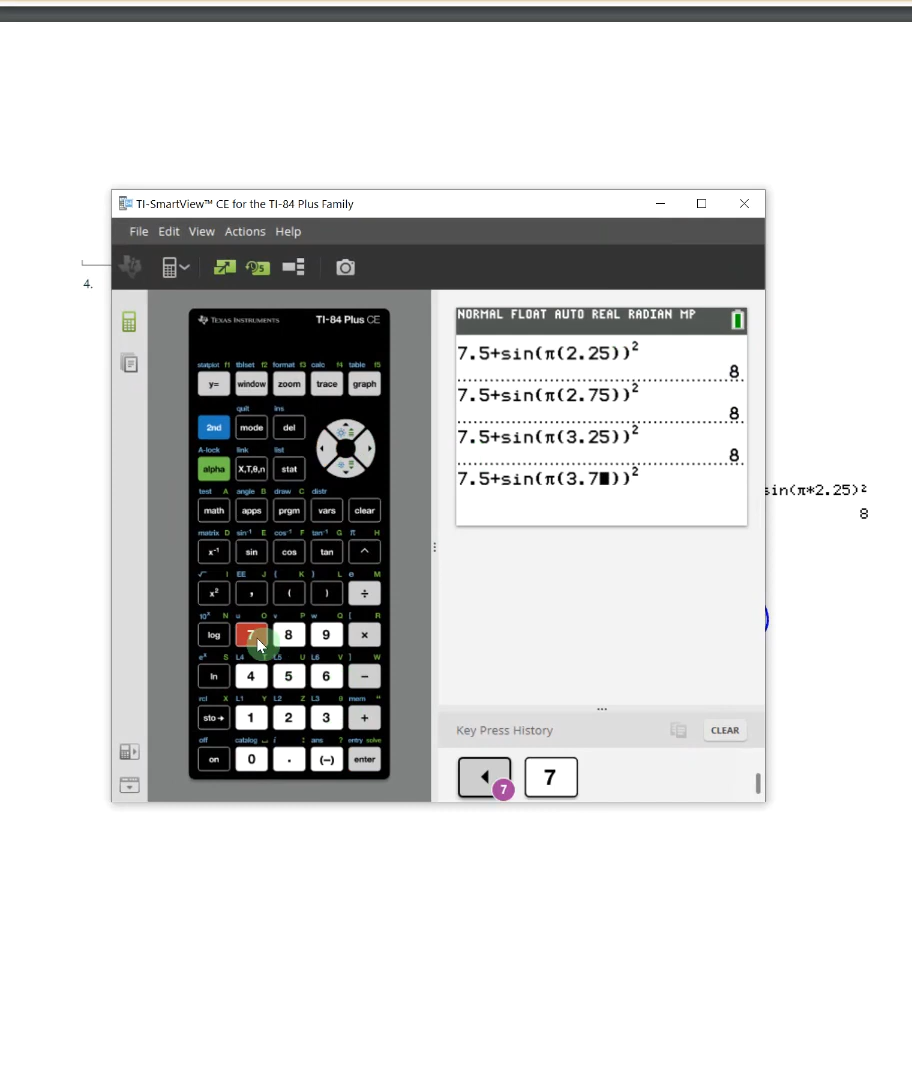 TI-SmartView™ CE for the TI-84 Plus Family
File Edit View Actions Help
4.
TEXAS INSTRUMENTS TI-84 Plus CE
statplot f1 tblset f2 format f3 calc f4 table f5
y= window zoom trace graph
quit ins
2nd mode del
A-lock link list
alpha X,T,θ,n stat
test A angle B draw C distr
math apps prgm vars clear
matrix D sin⁻¹ E cos⁻¹ F tan⁻¹ G π H
x⁻¹ sin cos tan ^
√ I EE J { K } L e M
x² , ( ) ÷
10ˣ N u O v P w Q [ R
log 7 8 9 ×
eˣ S L4 T L5 U L6 V ] W
ln 4 5 6 −
rcl X L1 Y L2 Z L3 θ mem "
sto→ 1 2 3 +
off catalog ⎵ i : ans ? entry solve
on 0 . (−) enter
NORMAL FLOAT AUTO REAL RADIAN MP
7.5+sin(π(2.25))²
8
7.5+sin(π(2.75))²
8
7.5+sin(π(3.25))²
8
7.5+sin(π(3.7))²
sin(π*2.25)²
8
Key Press History
CLEAR
7
7